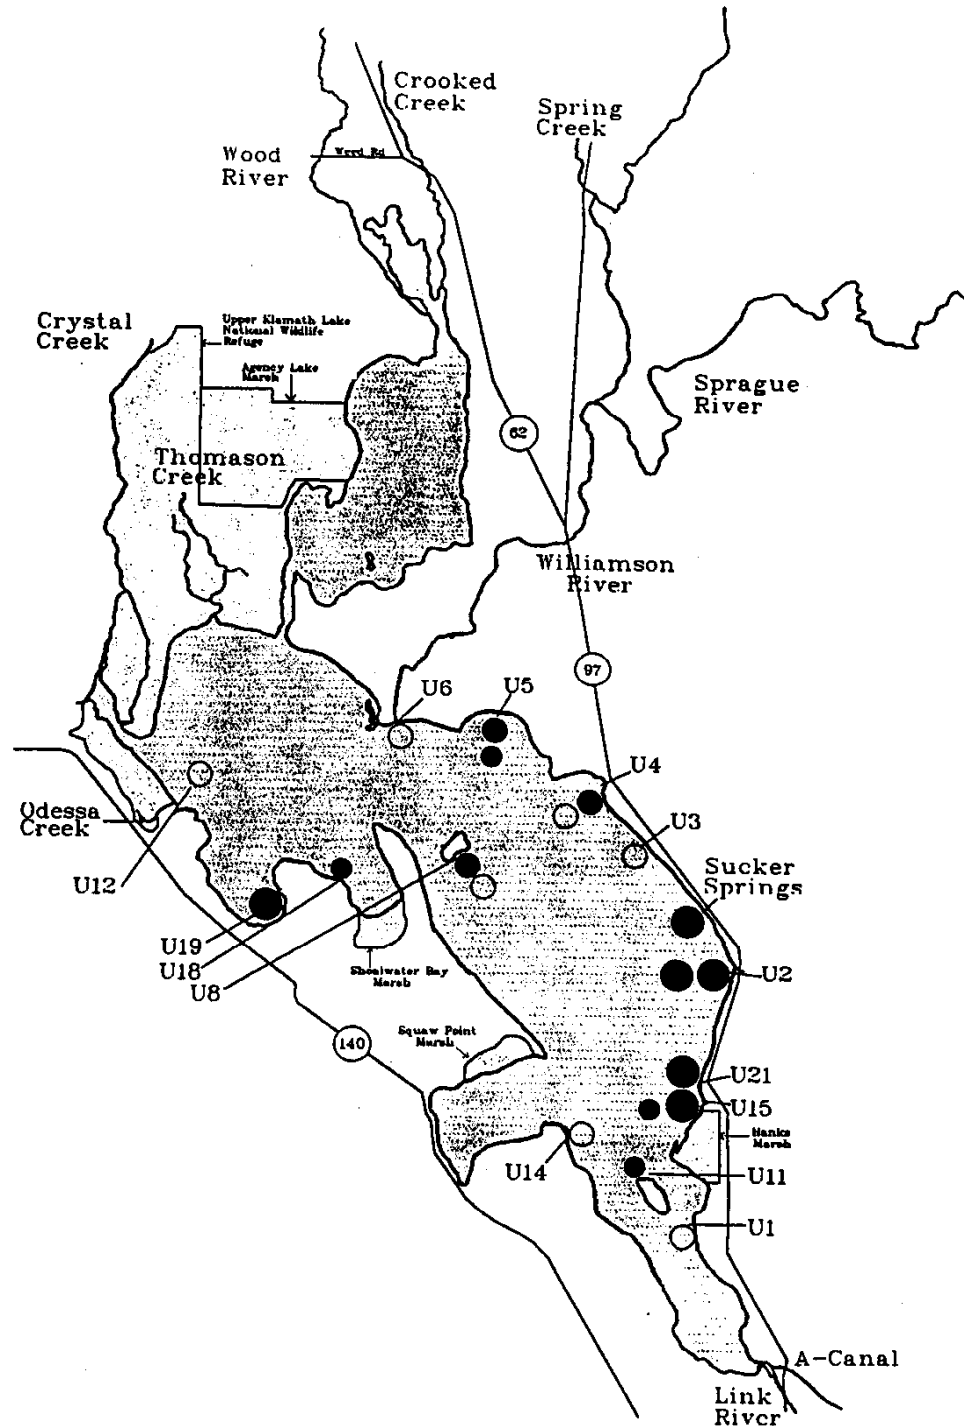 Crooked
Creek
Spring
Creek
Wood
River
Wood Rd
Crystal
Creek
Upper Klamath Lake
National Wildlife
Refuge
Agency Lake
Marsh
Sprague
River
62
Thomason
Creek
Williamson
River
97
U6
U5
U4
U3
Odessa
Creek
U12
Sucker
Springs
U19
U18
U8
U2
Shoalwater Bay
Marsh
Squaw Point
Marsh
140
U21
U15
Hanks
Marsh
U14
U11
U1
A-Canal
Link
River